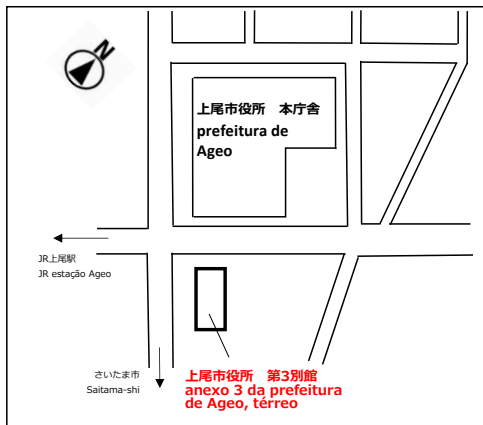 N
上尾市役所　本庁舎
prefeitura de
Ageo
JR上尾駅
JR estação Ageo
さいたま市
Saitama-shi
上尾市役所　第3別館
anexo 3 da prefeitura
de Ageo, térreo